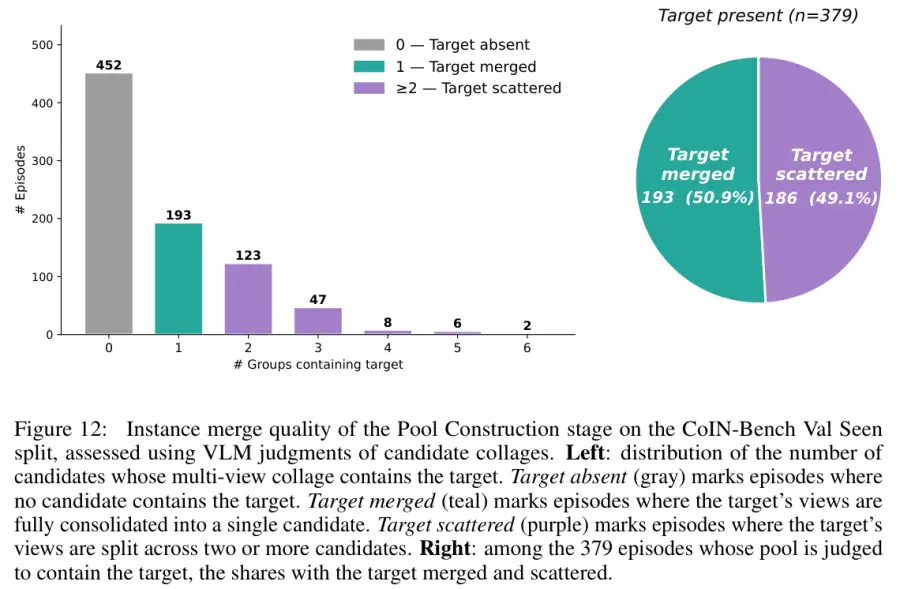 Target present (n=379)
500
400
300
200
100
0
# Episodes
452
193
123
47
8
6
2
0 — Target absent
1 — Target merged
≥2 — Target scattered
0 1 2 3 4 5 6
# Groups containing target
Target merged
193 (50.9%)
Target scattered
186 (49.1%)
Figure 12: Instance merge quality of the Pool Construction stage on the CoIN-Bench Val Seen
split, assessed using VLM judgments of candidate collages. Left: distribution of the number of
candidates whose multi-view collage contains the target. Target absent (gray) marks episodes where
no candidate contains the target. Target merged (teal) marks episodes where the target's views are
fully consolidated into a single candidate. Target scattered (purple) marks episodes where the target's
views are split across two or more candidates. Right: among the 379 episodes whose pool is judged
to contain the target, the shares with the target merged and scattered.